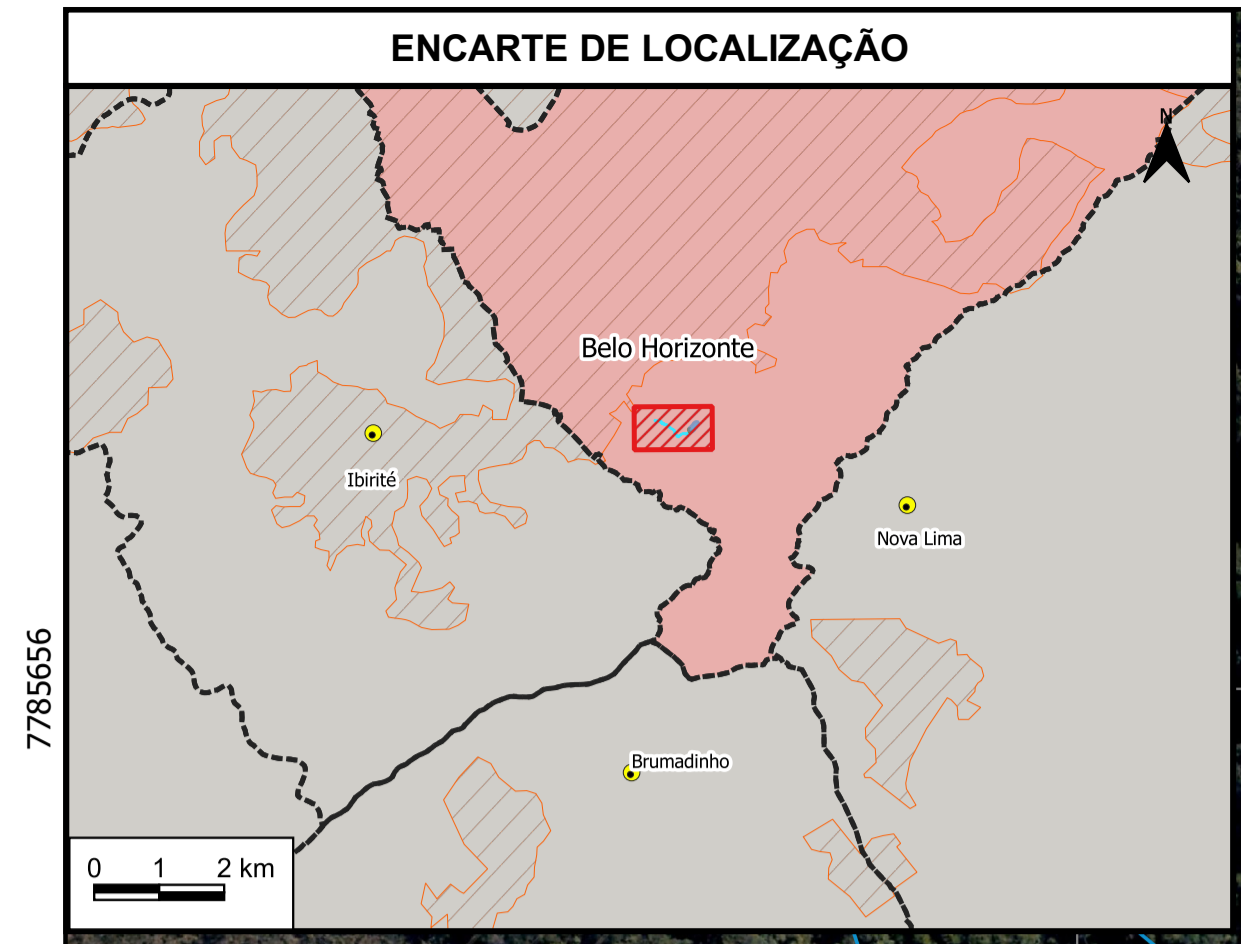 ENCARTE DE LOCALIZAÇÃO
N
Belo Horizonte
Ibirité
Nova Lima
7785656
Brumadinho
0 1 2 km